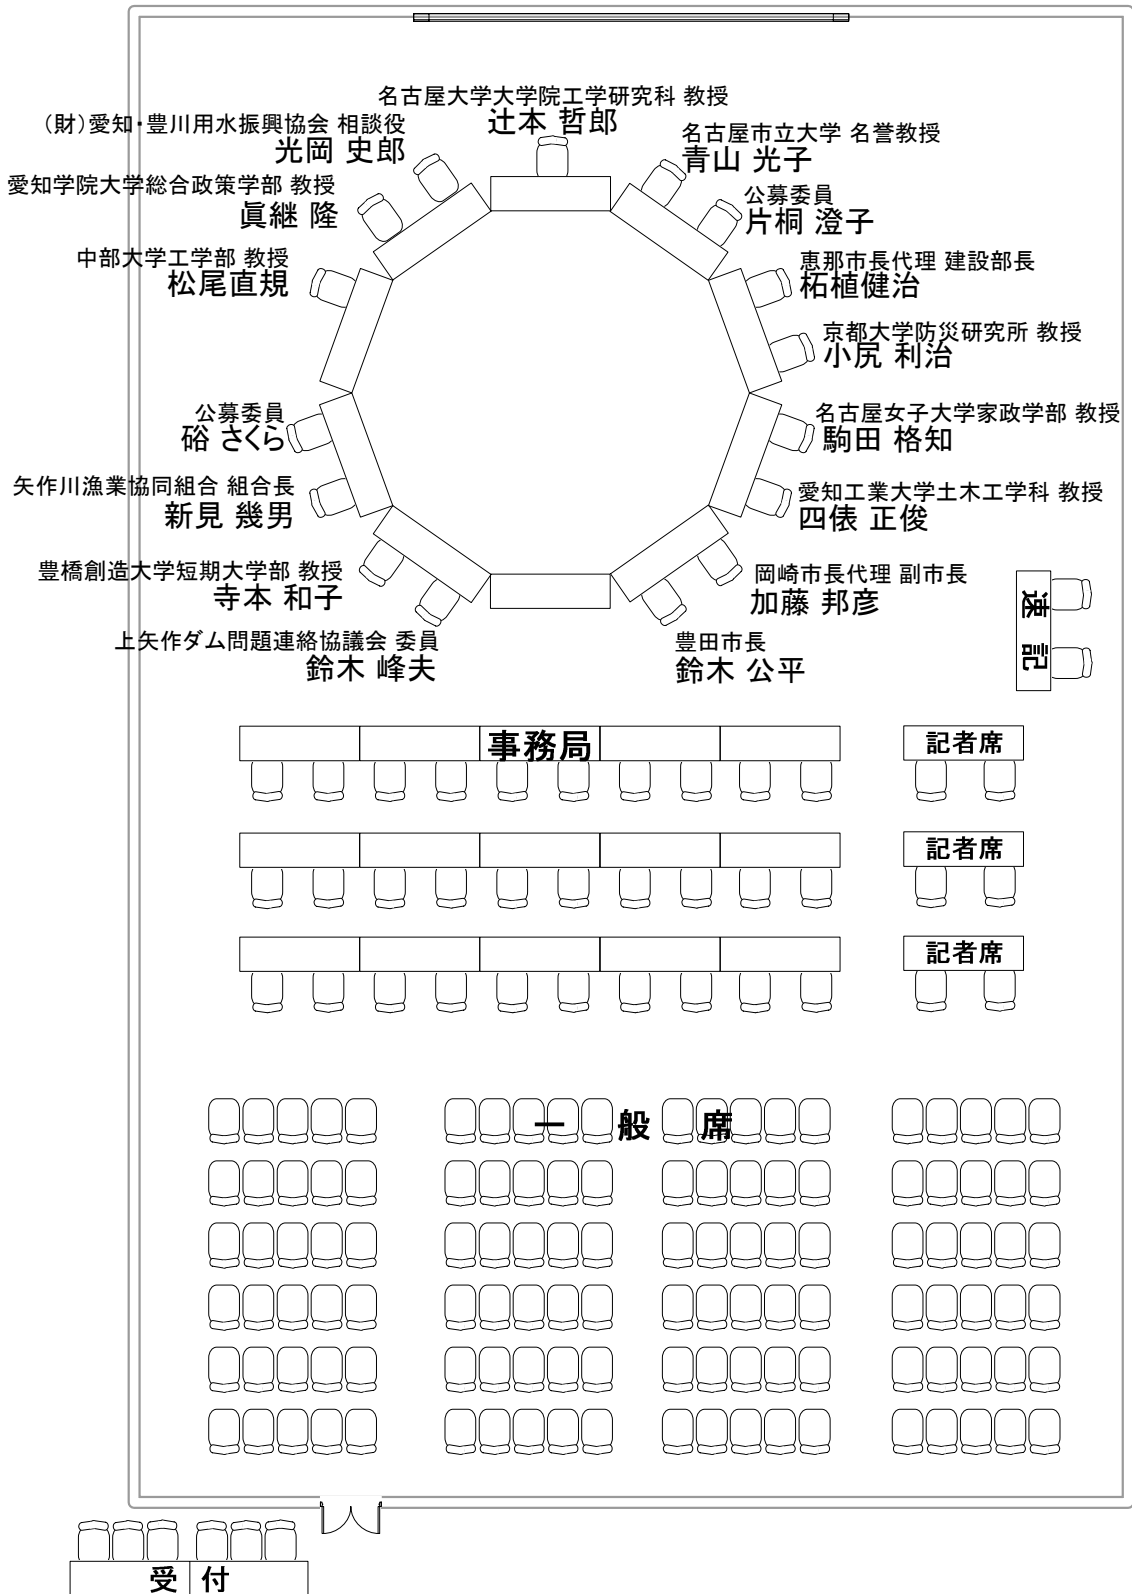 名古屋大学大学院工学研究科 教授
辻本 哲郎
(財)愛知・豊川用水振興協会 相談役
光岡 史郎
名古屋市立大学 名誉教授
青山 光子
愛知学院大学総合政策学部 教授
眞継 隆
公募委員
片桐 澄子
中部大学工学部 教授
松尾直規
恵那市長代理 建設部長
柘植健治
京都大学防災研究所 教授
小尻 利治
公募委員
硲 さくら
名古屋女子大学家政学部 教授
駒田 格知
矢作川漁業協同組合 組合長
新見 幾男
愛知工業大学土木工学科 教授
四俵 正俊
豊橋創造大学短期大学部 教授
寺本 和子
岡崎市長代理 副市長
加藤 邦彦
上矢作ダム問題連絡協議会 委員
鈴木 峰夫
豊田市長
鈴木 公平
速記
事務局
記者席
記者席
記者席
一般席
受付